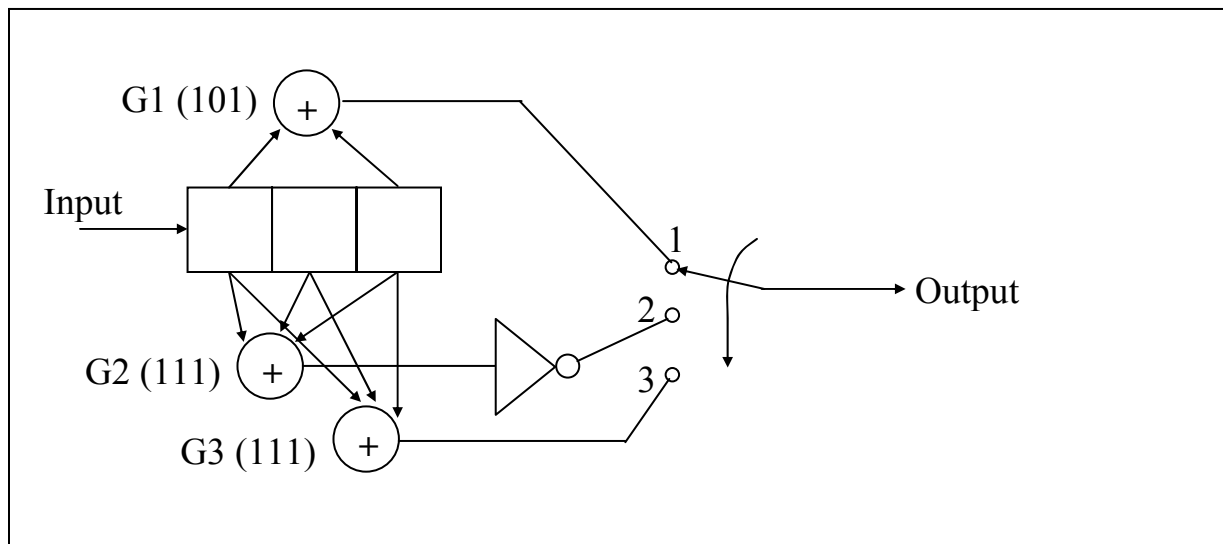 G1 (101)
+
Input
1
Output
2
G2 (111)
+
3
G3 (111)
+